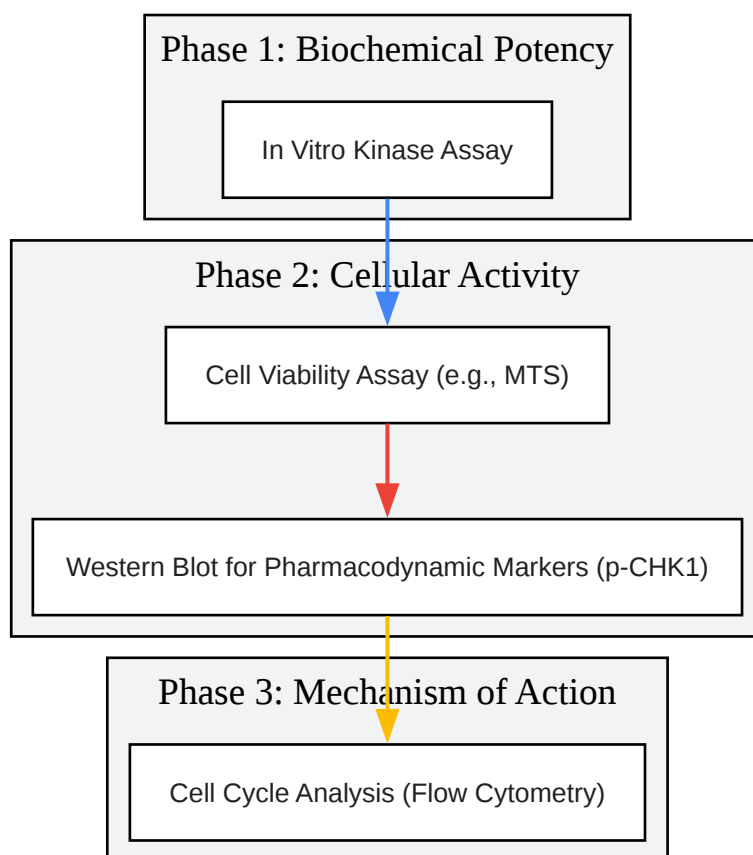 Phase 1: Biochemical Potency
In Vitro Kinase Assay
Phase 2: Cellular Activity
Cell Viability Assay (e.g., MTS)
Western Blot for Pharmacodynamic Markers (p-CHK1)
Phase 3: Mechanism of Action
Cell Cycle Analysis (Flow Cytometry)